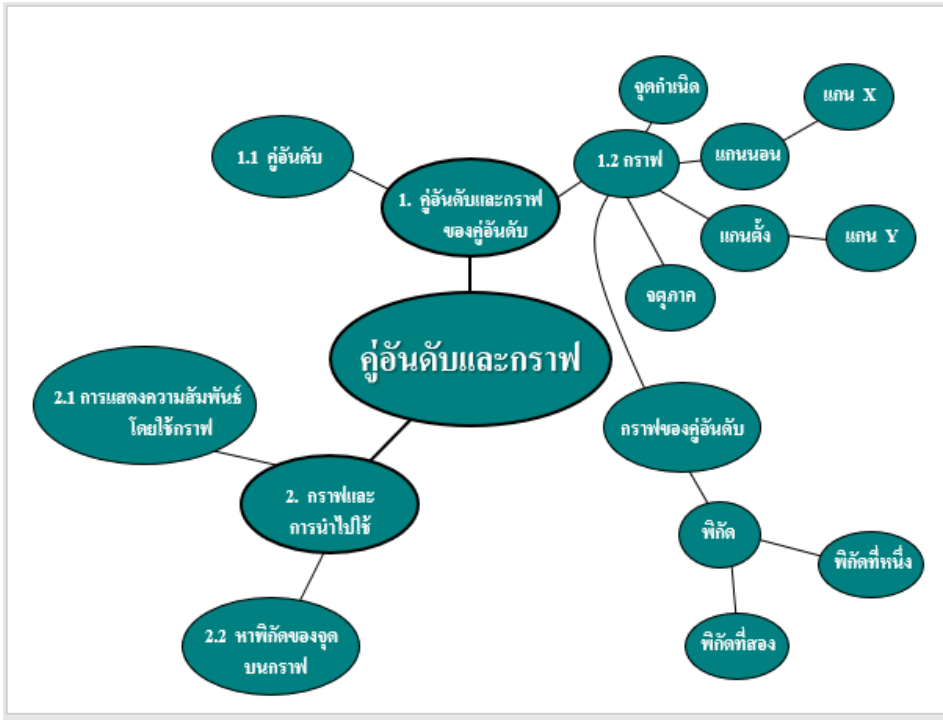 จุดกำเนิด
แกน X
1.1 คู่อันดับ
1.2 กราฟ
แกนนอน
1. คู่อันดับและกราฟ
ของคู่อันดับ
แกนตั้ง
แกน Y
จตุภาค
คู่อันดับและกราฟ
2.1 การแสดงความสัมพันธ์
โดยใช้กราฟ
กราฟของคู่อันดับ
2. กราฟและ
การนำไปใช้
พิกัด
พิกัดที่หนึ่ง
2.2 หาพิกัดของจุด
บนกราฟ
พิกัดที่สอง